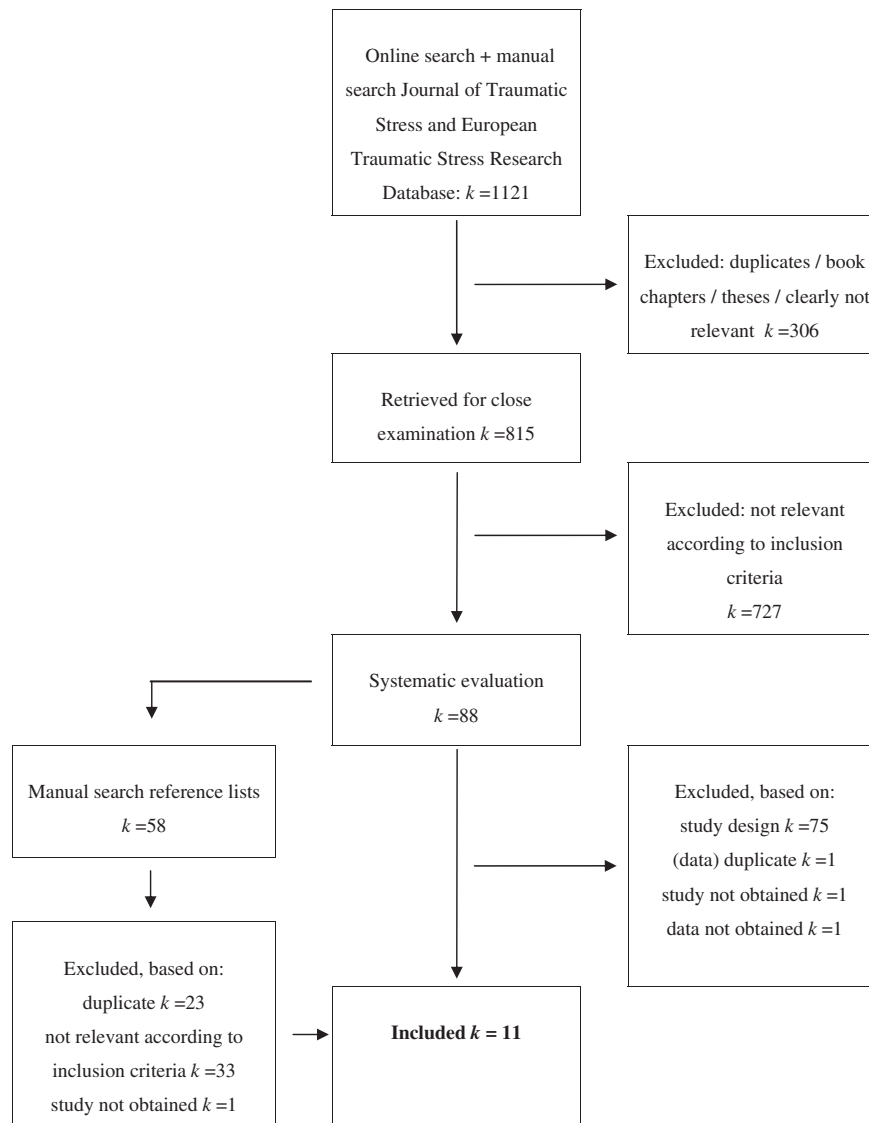 Online search + manual
search Journal of Traumatic
Stress and European
Traumatic Stress Research
Database: k =1121
Excluded: duplicates / book
chapters / theses / clearly not
relevant k =306
Retrieved for close
examination k =815
Excluded: not relevant
according to inclusion
criteria
k =727
Systematic evaluation
k =88
Manual search reference lists
k =58
Excluded, based on:
study design k =75
(data) duplicate k =1
study not obtained k =1
data not obtained k =1
Excluded, based on:
duplicate k =23
not relevant according to
inclusion criteria k =33
study not obtained k =1
Included k = 11